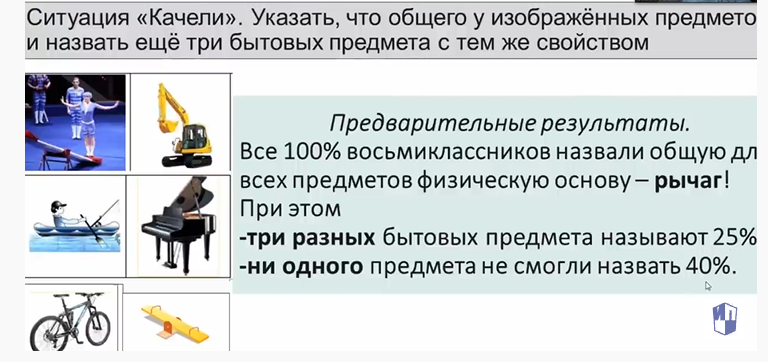 Ситуация «Качели». Указать, что общего у изображённых предмето
и назвать ещё три бытовых предмета с тем же свойством
Предварительные результаты.
Все 100% восьмиклассников назвали общую дл
всех предметов физическую основу – рычаг!
При этом
-три разных бытовых предмета называют 25%
-ни одного предмета не смогли назвать 40%.